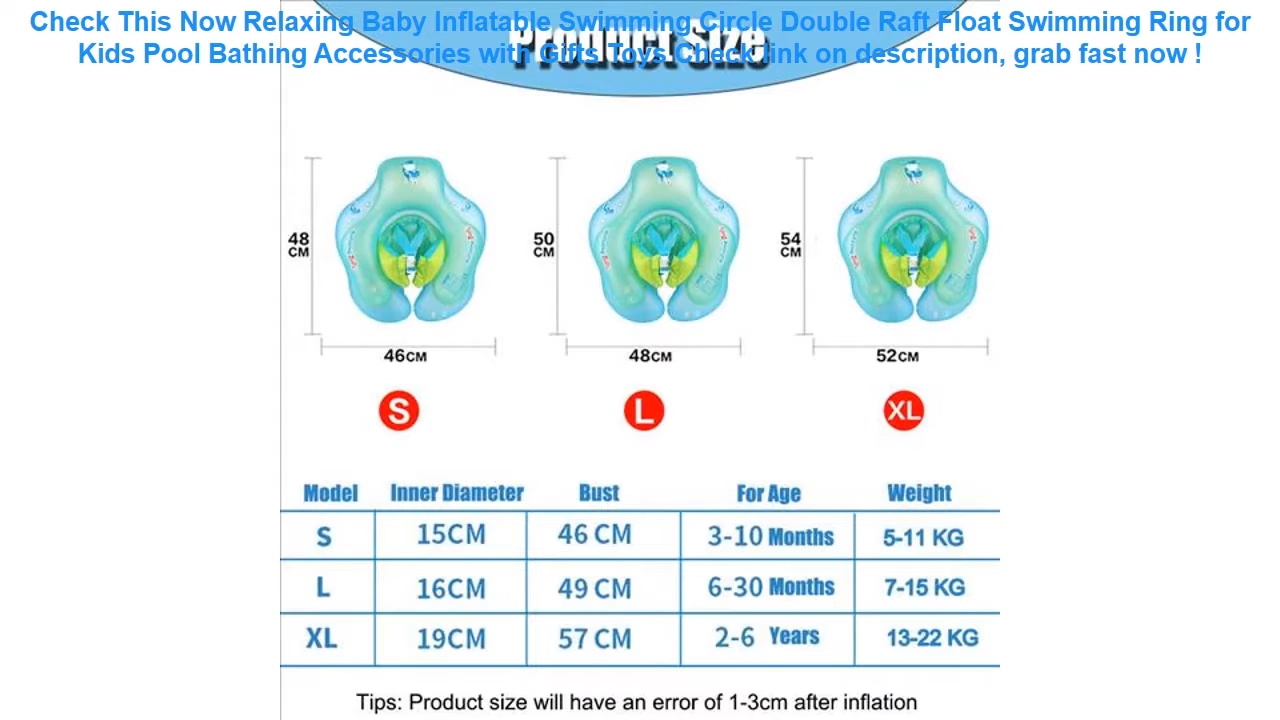 Check This Now Relaxing Baby Inflatable Swimming Circle Double Raft Float Swimming Ring for
Kids Pool Bathing Accessories with Gifts Toys Check link on description, grab fast now !
Product Size
48 CM
50 CM
54 CM
46CM
48CM
52CM
S
L
XL
Model Inner Diameter Bust For Age Weight
S 15CM 46 CM 3-10 Months 5-11 KG
L 16CM 49 CM 6-30 Months 7-15 KG
XL 19CM 57 CM 2-6 Years 13-22 KG
Tips: Product size will have an error of 1-3cm after inflation